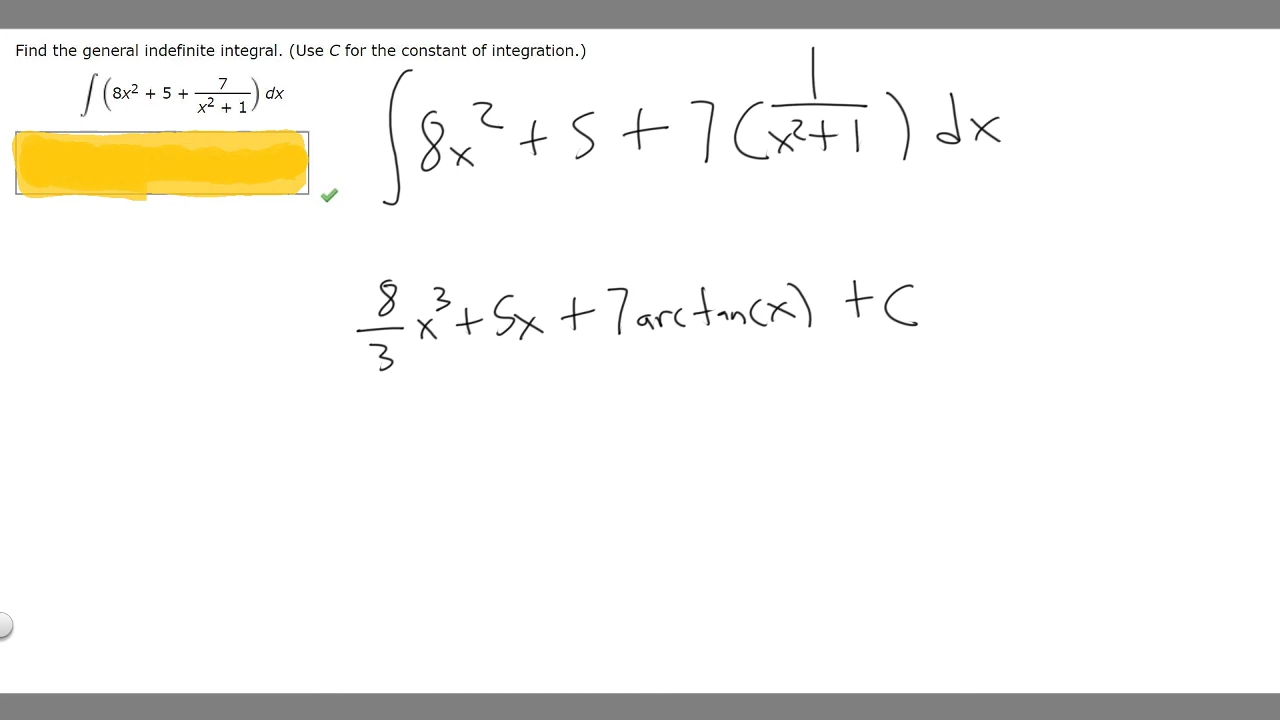 Find the general indefinite integral. (Use C for the constant of integration.)
∫(8x² + 5 + 7/(x² + 1)) dx
∫ 8x² + 5 + 7(1/(x²+1)) dx
8/3 x³ + 5x + 7arctan(x) + C